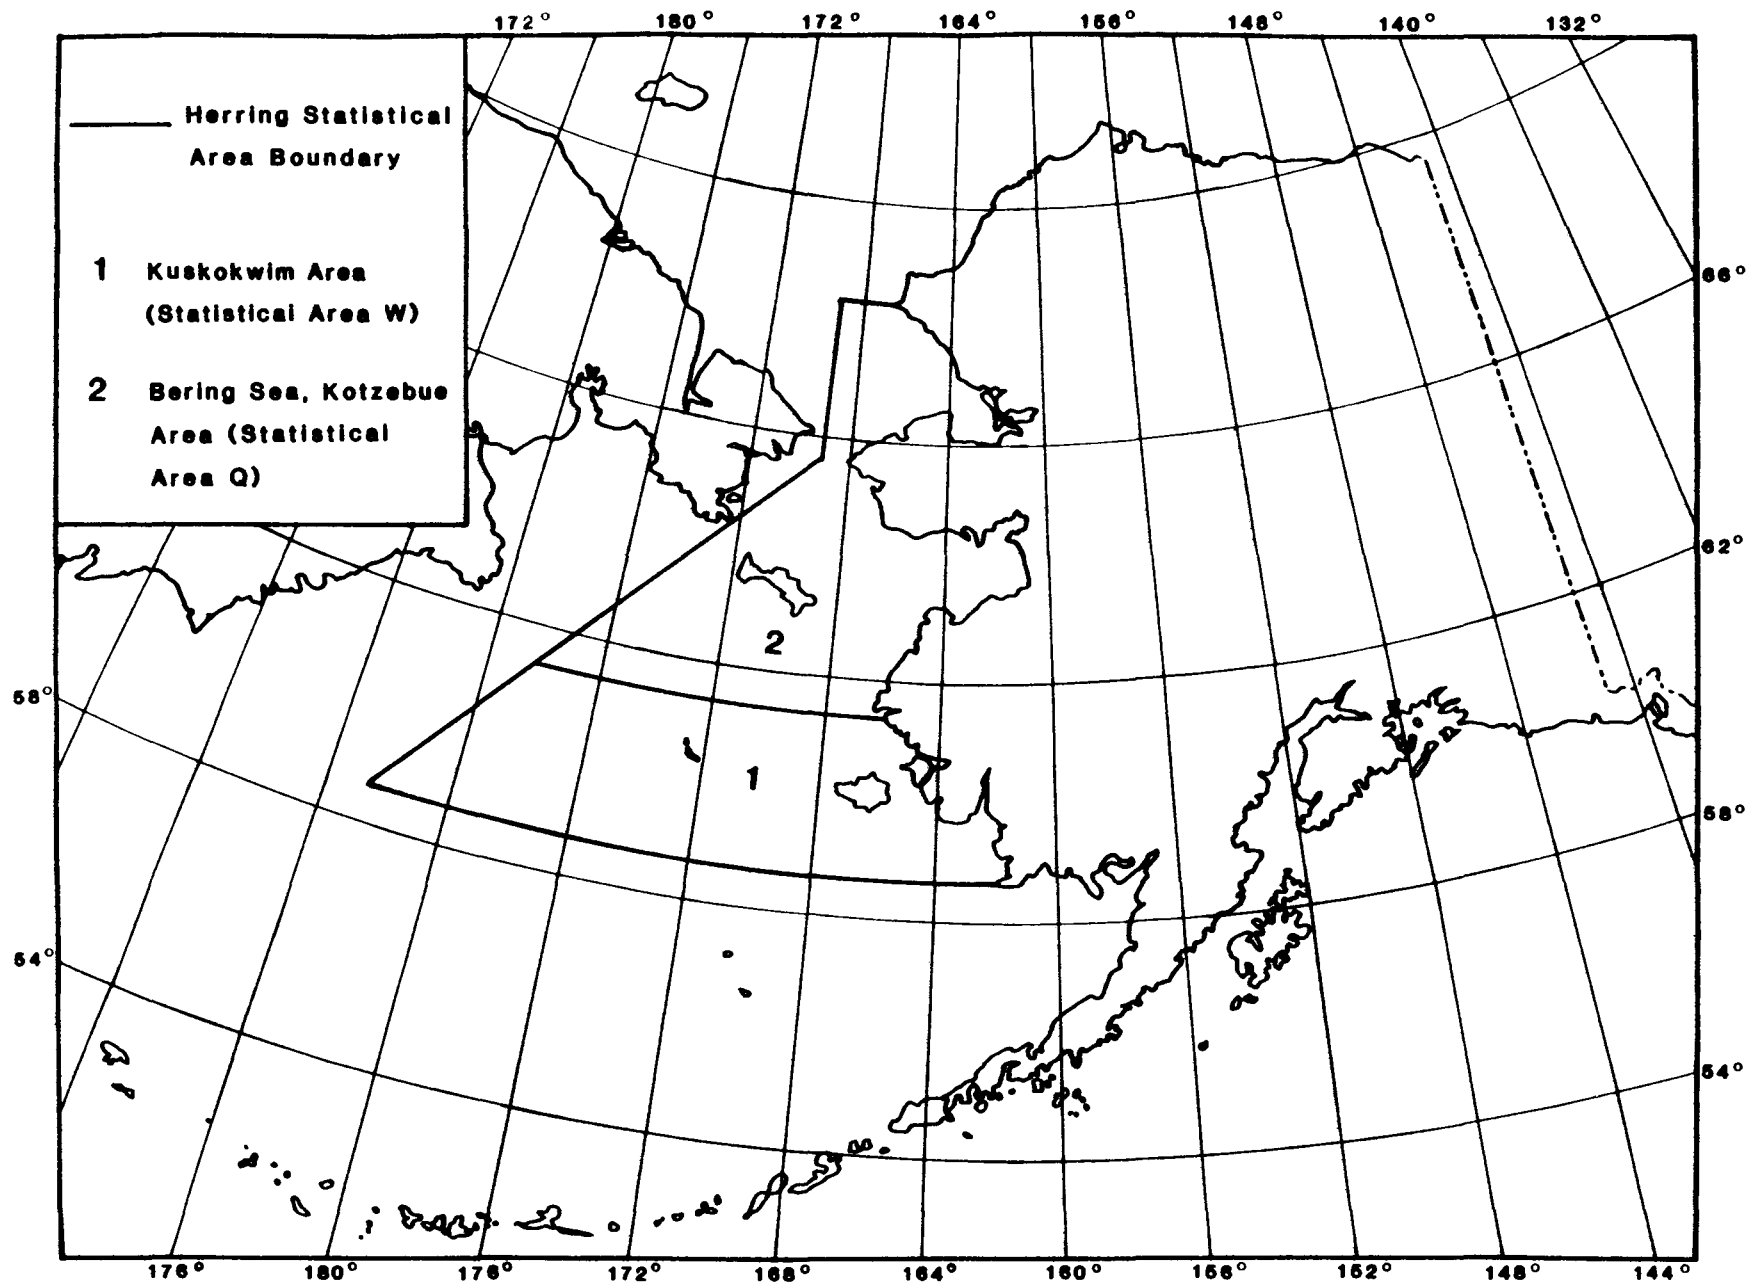 172° 180° 172° 164° 156° 148° 140° 132°
Herring Statistical
Area Boundary
1 Kuskokwim Area
(Statistical Area W)
2 Bering Sea, Kotzebue
Area (Statistical
Area Q)
66°
62°
2
58°
1
58°
54°
54°
176° 180° 176° 172° 168° 164° 160° 156° 152° 148° 144°